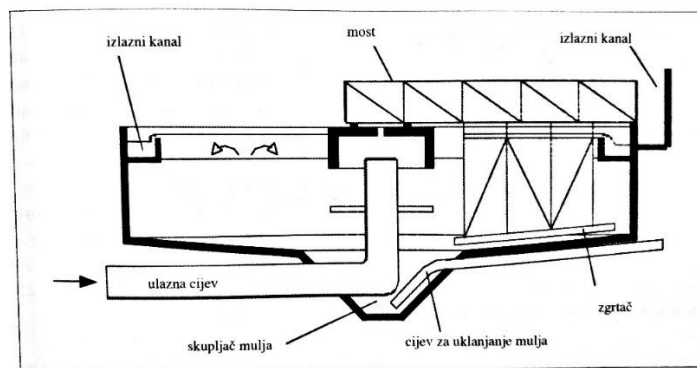 most
izlazni kanal
izlazni kanal
ulazna cijev
zgrtač
skupljač mulja
cijev za uklanjanje mulja